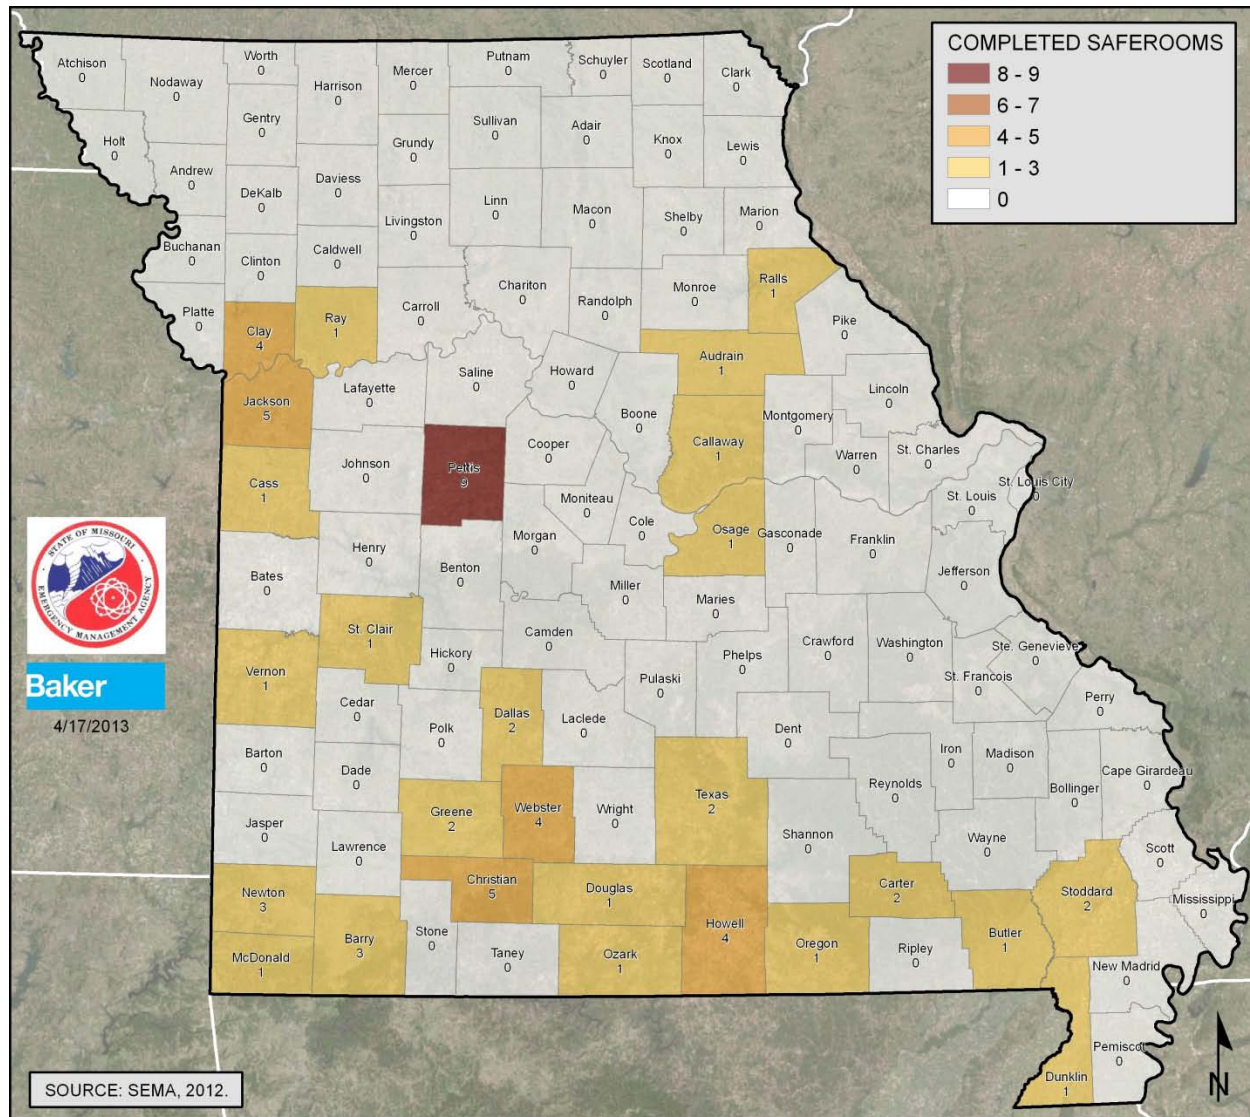 COMPLETED SAFEROOMS
8 - 9
6 - 7
4 - 5
1 - 3
0
Atchison
0
Nodaway
0
Worth
0
Harrison
0
Mercer
0
Putnam
0
Schuyler
0
Scotland
0
Clark
0
Holt
0
Andrew
0
Gentry
0
DeKalb
0
Daviess
0
Grundy
0
Sullivan
0
Adair
0
Knox
0
Lewis
0
Buchanan
0
Clinton
0
Caldwell
0
Livingston
0
Linn
0
Macon
0
Shelby
0
Marion
0
Platte
0
Clay
4
Ray
1
Carroll
0
Chariton
0
Randolph
0
Monroe
0
Ralls
1
Pike
0
Jackson
5
Lafayette
0
Saline
0
Howard
0
Boone
0
Audrain
1
Callaway
1
Montgomery
0
Lincoln
0
Warren
0
St. Charles
0
St. Louis City
0
St. Louis
0
Cass
1
Johnson
0
Pettis
9
Cooper
0
Moniteau
0
Cole
0
Osage
1
Gasconade
0
Franklin
0
Jefferson
0
Bates
0
Henry
0
Benton
0
Morgan
0
Miller
0
Maries
0
Vernon
1
St. Clair
1
Hickory
0
Camden
0
Pulaski
0
Phelps
0
Crawford
0
Washington
0
St. Francois
0
Ste. Genevieve
0
Perry
0
Barton
0
Cedar
0
Polk
0
Dallas
2
Laclede
0
Dent
0
Iron
0
Madison
0
Bollinger
0
Cape Girardeau
0
Jasper
0
Dade
0
Greene
2
Webster
4
Wright
0
Texas
2
Shannon
0
Reynolds
0
Wayne
0
Scott
0
Newton
3
Lawrence
0
Christian
5
Douglas
1
Howell
4
Carter
2
Stoddard
2
Mississippi
0
McDonald
1
Barry
3
Stone
0
Taney
0
Ozark
1
Oregon
1
Ripley
0
Butler
1
New Madrid
0
Dunklin
1
Pemiscot
0
STATE OF MISSOURI
EMERGENCY MANAGEMENT AGENCY
Baker
4/17/2013
SOURCE: SEMA, 2012.
N